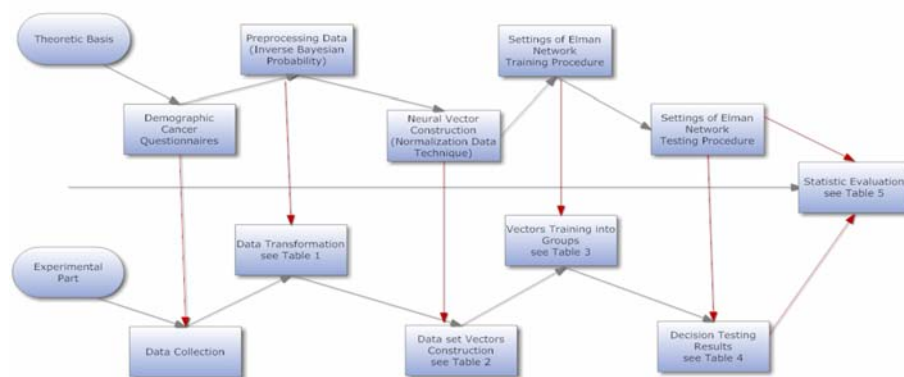 Theoretic Basis
Preprocessing Data
(Inverse Bayesian
Probability)
Settings of Elman
Network
Training Procedure
Demographic
Cancer
Questionnaires
Neural Vector
Construction
(Normalization Data
Technique)
Settings of Elman
Network
Testing Procedure
Statistic Evaluation
see Table 5
Experimental
Part
Data Transformation
see Table 1
Vectors Training into
Groups
see Table 3
Data Collection
Data set Vectors
Construction
see Table 2
Decision Testing
Results
see Table 4